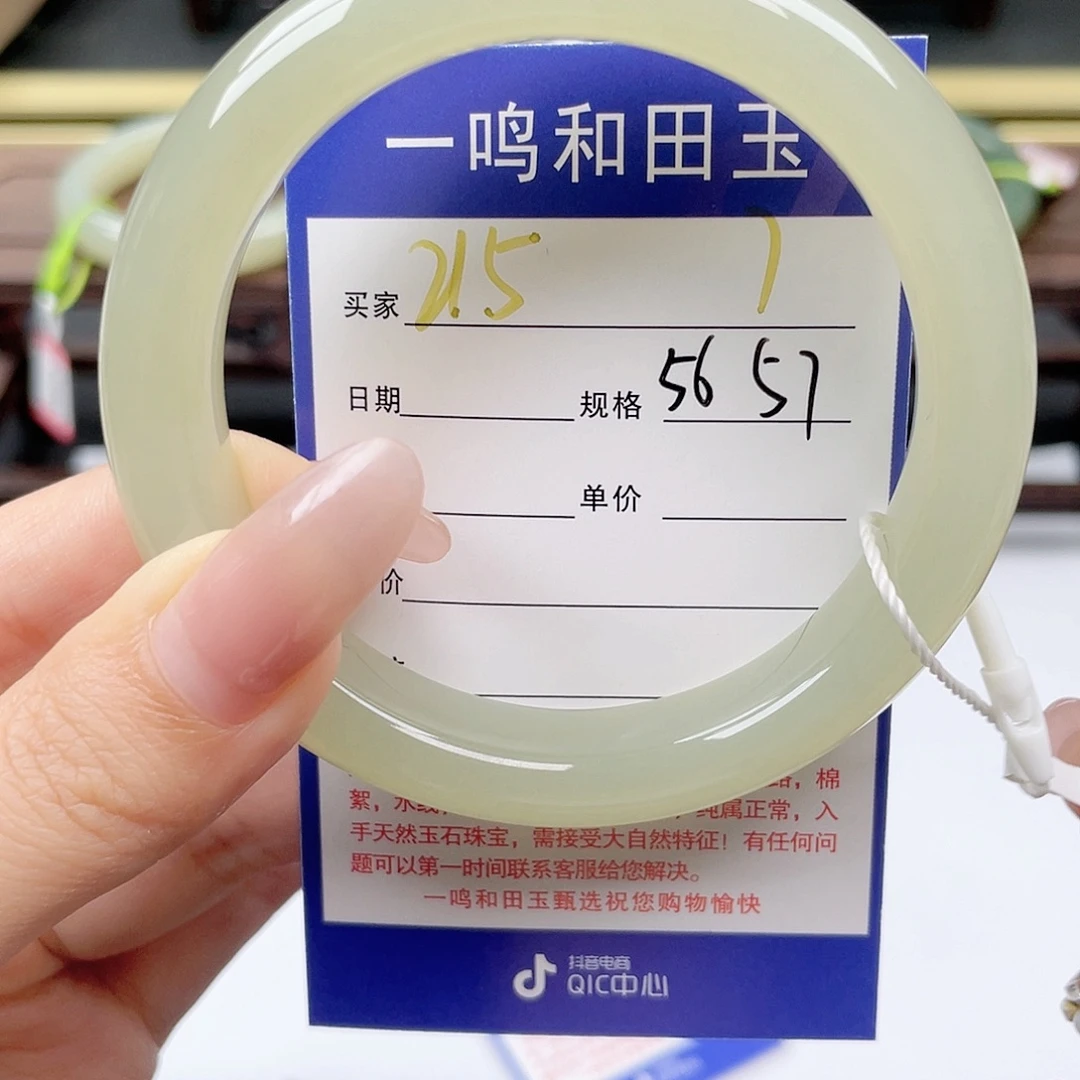 一鸣和田玉
买家 215 7
日期 规格 56 57
单价
价
路，棉
絮，水线 纯属正常，入
手天然玉石珠宝，需接受大自然特征！有任何问
题可以第一时间联系客服给您解决。
一鸣和田玉甄选祝您购物愉快
抖音电商
QIC中心